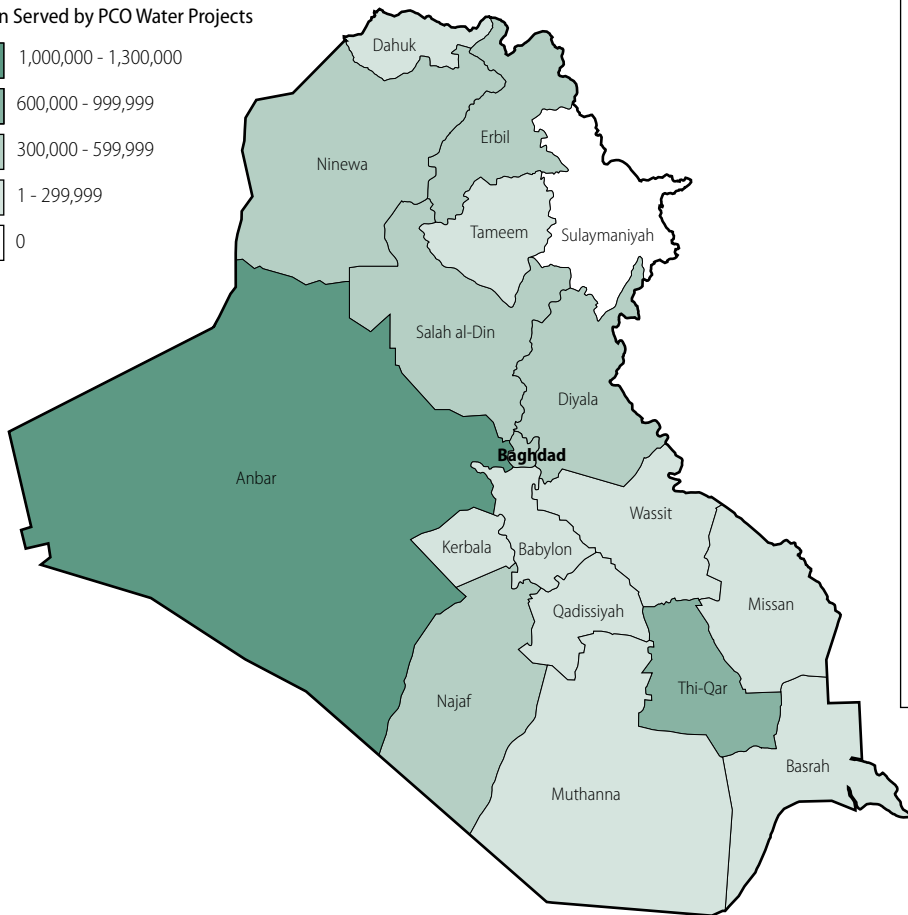 n Served by PCO Water Projects
1,000,000 - 1,300,000
600,000 - 999,999
300,000 - 599,999
1 - 299,999
0
Dahuk
Erbil
Ninewa
Tameem
Sulaymaniyah
Salah al-Din
Diyala
Baghdad
Anbar
Wassit
Kerbala
Babylon
Qadissiyah
Missan
Najaf
Thi-Qar
Basrah
Muthanna